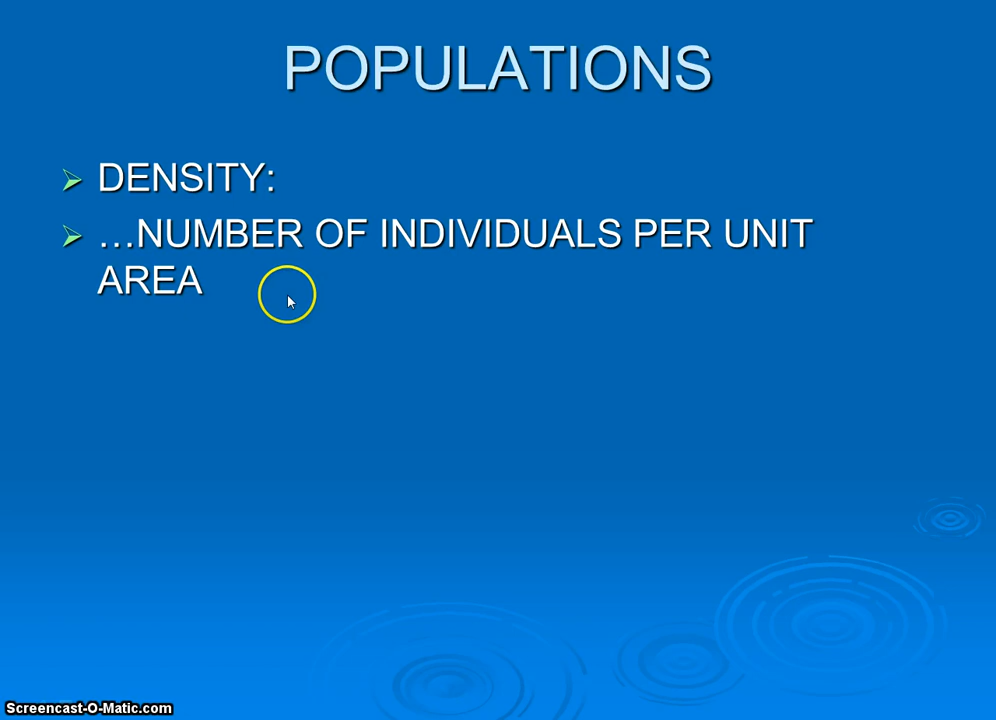 POPULATIONS
DENSITY:
…NUMBER OF INDIVIDUALS PER UNIT
AREA
Screencast-O-Matic.com